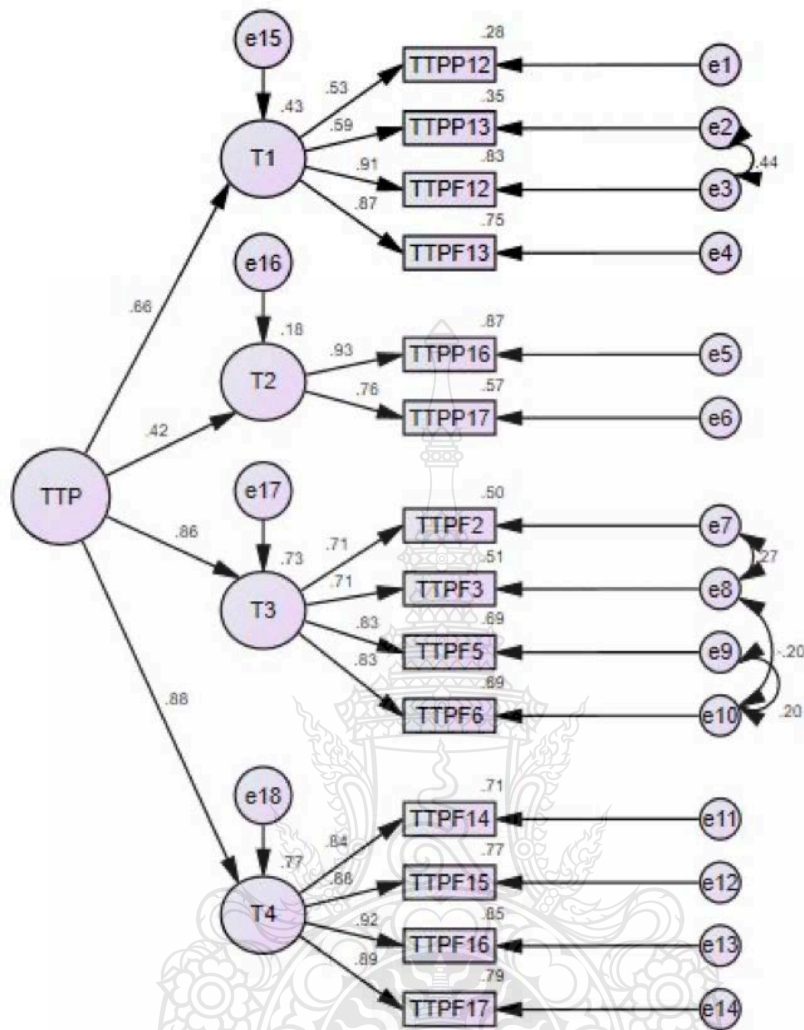 e15
.28
TTPP12
e1
.53
.43
.35
.59
TTPP13
e2
T1
.83
.91
.44
TTPF12
e3
.87
.75
TTPF13
e4
e16
.66
.18
.87
.93
TTPP16
e5
T2
.57
.76
TTPP17
e6
.42
e17
TTP
.50
.86
.71
TTPF2
e7
.73
.51
.27
.71
TTPF3
e8
T3
.69
.83
TTPF5
e9
-.20
.83
.69
TTPF6
e10
.20
.88
e18
.71
.84
TTPF14
e11
.77
.77
.88
TTPF15
e12
T4
.85
.92
TTPF16
e13
.89
.79
TTPF17
e14